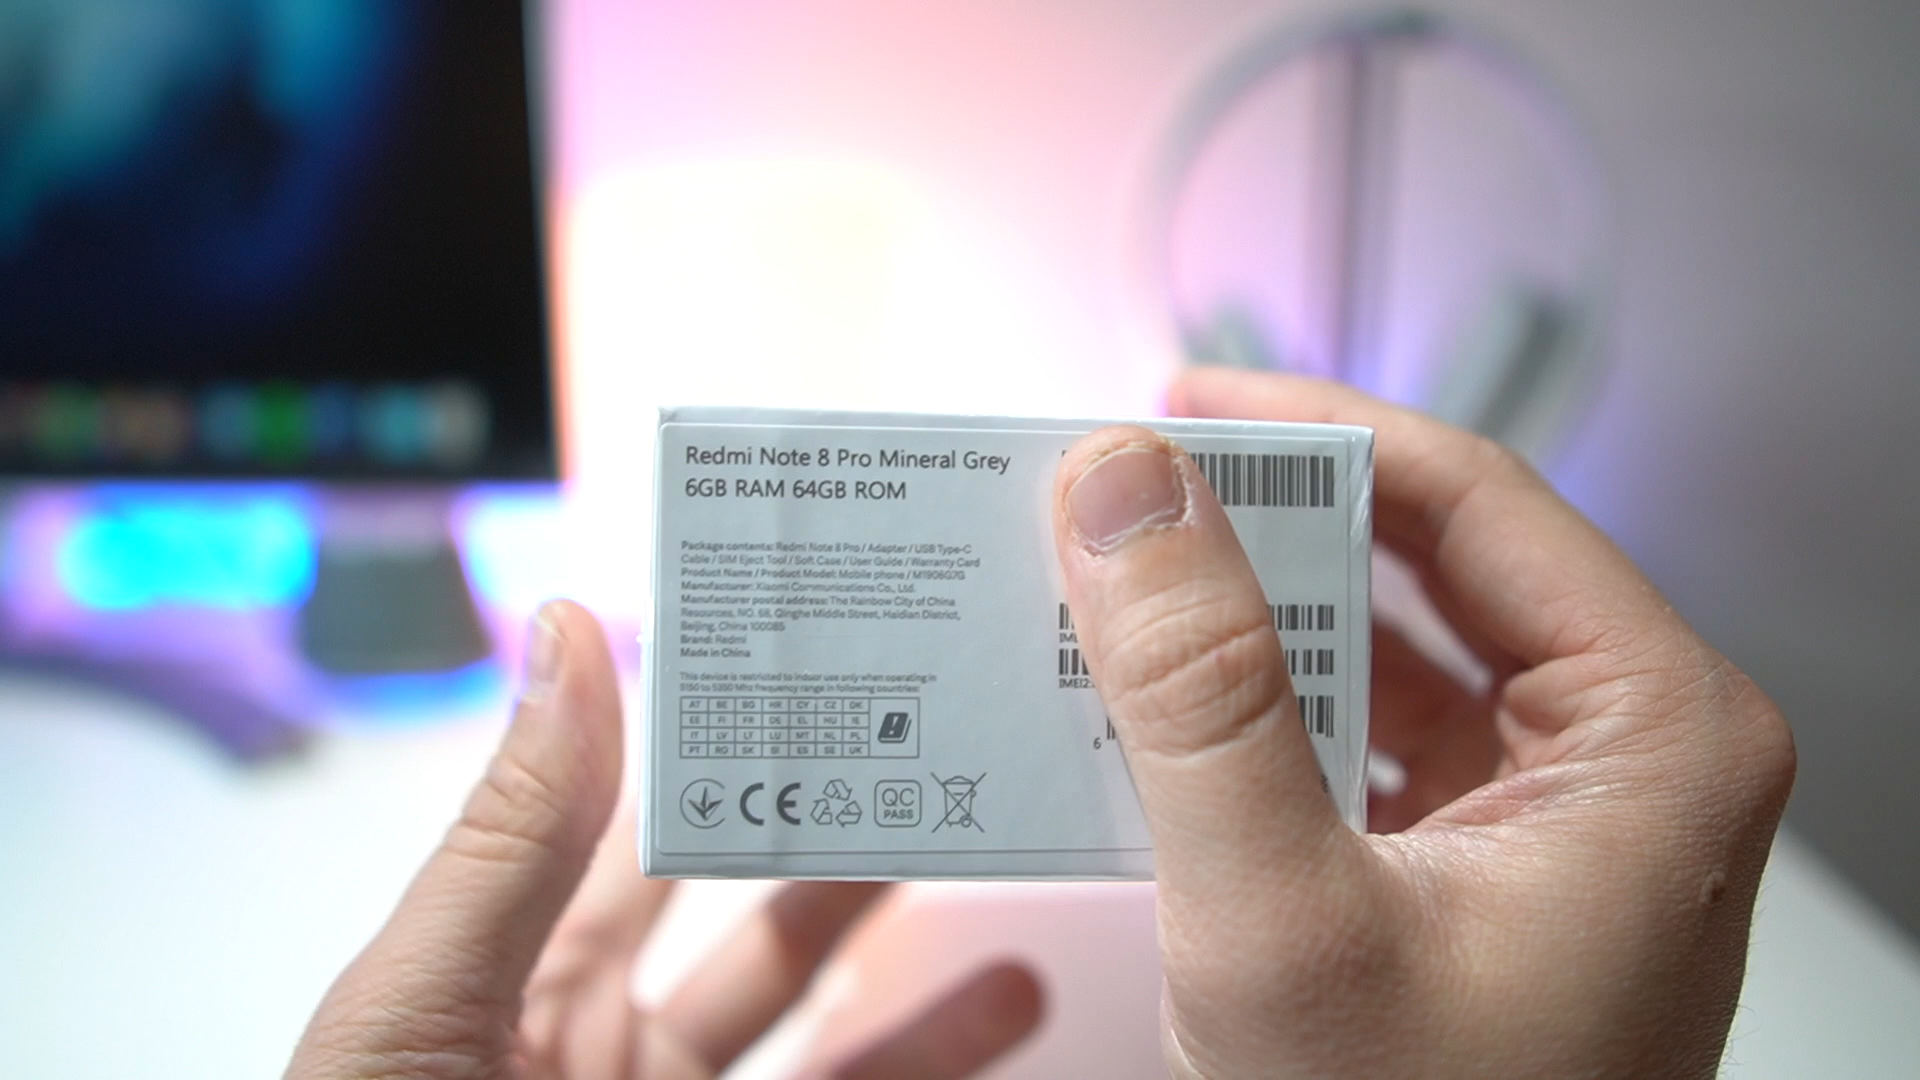 Redmi Note 8 Pro Mineral Grey
6GB RAM 64GB ROM
Package contents: Redmi Note 8 Pro / Adapter / USB Type-C
Cable / SIM Eject Tool / Soft Case / User Guide / Warranty Card
Product Name / Product Model: Mobile phone / M1906G7G
Manufacturer: Xiaomi Communications Co., Ltd.
Manufacturer postal address: The Rainbow City of China
Resources, NO. 68, Qinghe Middle Street, Haidian District,
Beijing, China 100085
Brand: Redmi
Made in China
This device is restricted to indoor use only when operating in
5150 to 5350 Mhz frequency range in following countries:
AT BE BG HR CY CZ DK
EE FI FR DE EL HU IE
IT LV LT LU MT NL PL
PT RO SK SI ES SE UK
CE
QC
PASS
IMEI2:
6